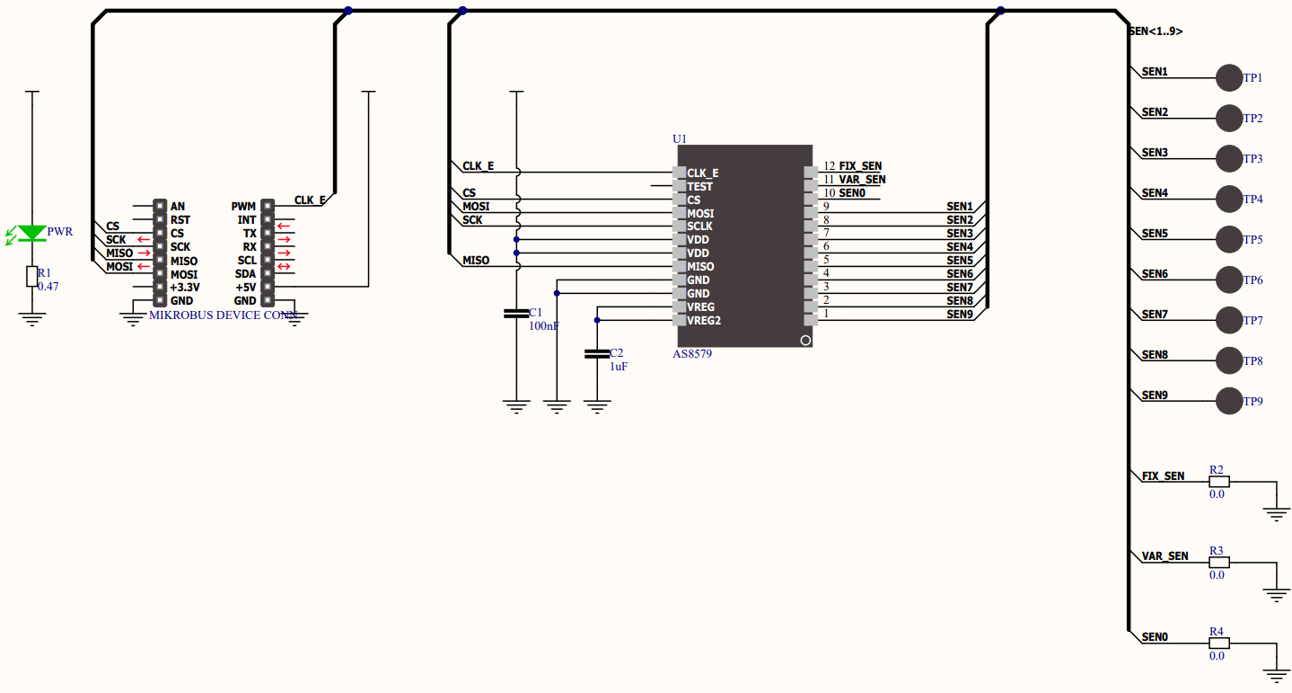 SEN<1..9>
SEN1 TP1
SEN2 TP2
SEN3 TP3
SEN4 TP4
SEN5 TP5
SEN6 TP6
SEN7 TP7
SEN8 TP8
SEN9 TP9
FIX_SEN R2
0.0
VAR_SEN R3
0.0
SEN0 R4
0.0
PWR
R1
0.47
CS
SCK
MISO
MOSI
AN
RST
CS
SCK
MISO
MOSI
+3.3V
GND
PWM
INT
TX
RX
SCL
SDA
+5V
GND
CLK_E
MIKROBUS DEVICE CONN
CLK_E
CS
MOSI
SCK
MISO
C1
100nF
C2
1uF
U1
CLK_E
TEST
CS
MOSI
SCLK
VDD
VDD
MISO
GND
GND
VREG
VREG2
AS8579
12 FIX_SEN
11 VAR_SEN
10 SEN0
9 SEN1
8 SEN2
7 SEN3
6 SEN4
5 SEN5
4 SEN6
3 SEN7
2 SEN8
1 SEN9